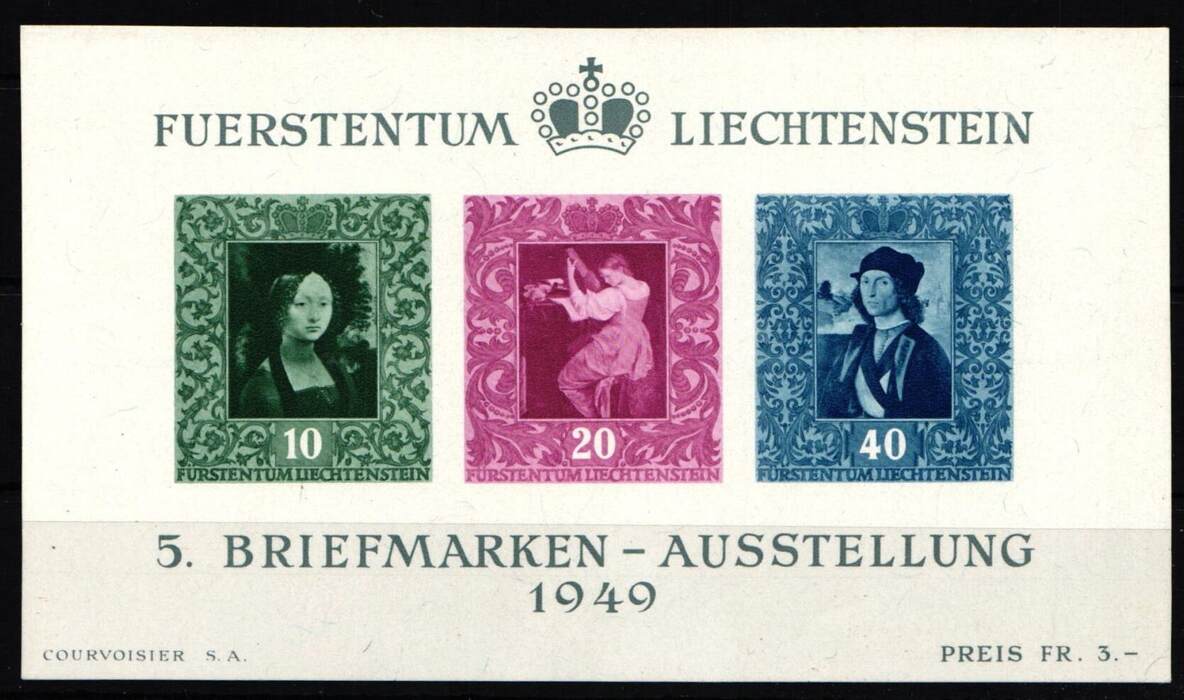 FUERSTENTUM LIECHTENSTEIN
10
FÜRSTENTUM LIECHTENSTEIN
20
FÜRSTENTUM LIECHTENSTEIN
40
FÜRSTENTUM LIECHTENSTEIN
5. BRIEFMARKEN - AUSSTELLUNG
1949
COURVOISIER S. A.
PREIS FR. 3.-